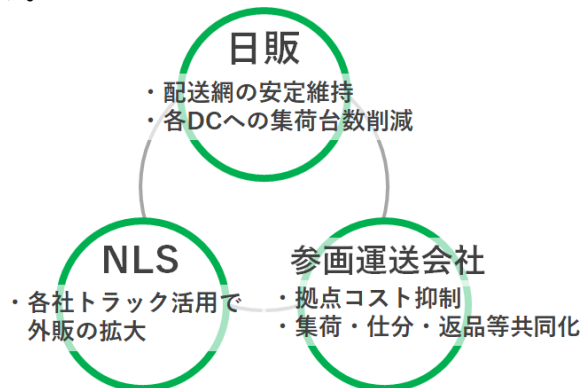 日販
・配送網の安定維持
・各DCへの集荷台数削減
NLS
・各社トラック活用で
外販の拡大
参画運送会社
・拠点コスト抑制
・集荷・仕分・返品等共同化